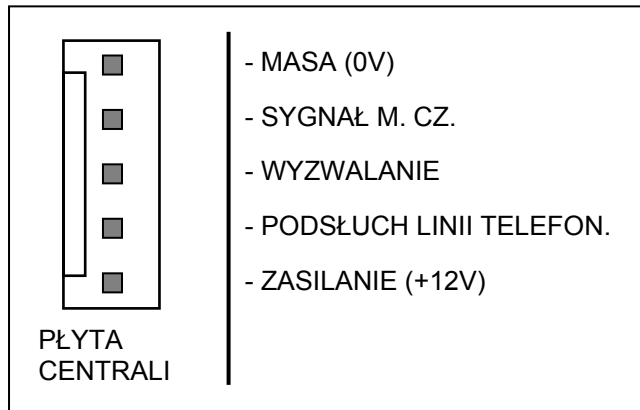 - MASA (0V)
- SYGNAŁ M. CZ.
- WYZWALANIE
- PODSŁUCH LINII TELEFON.
- ZASILANIE (+12V)
PŁYTA
CENTRALI